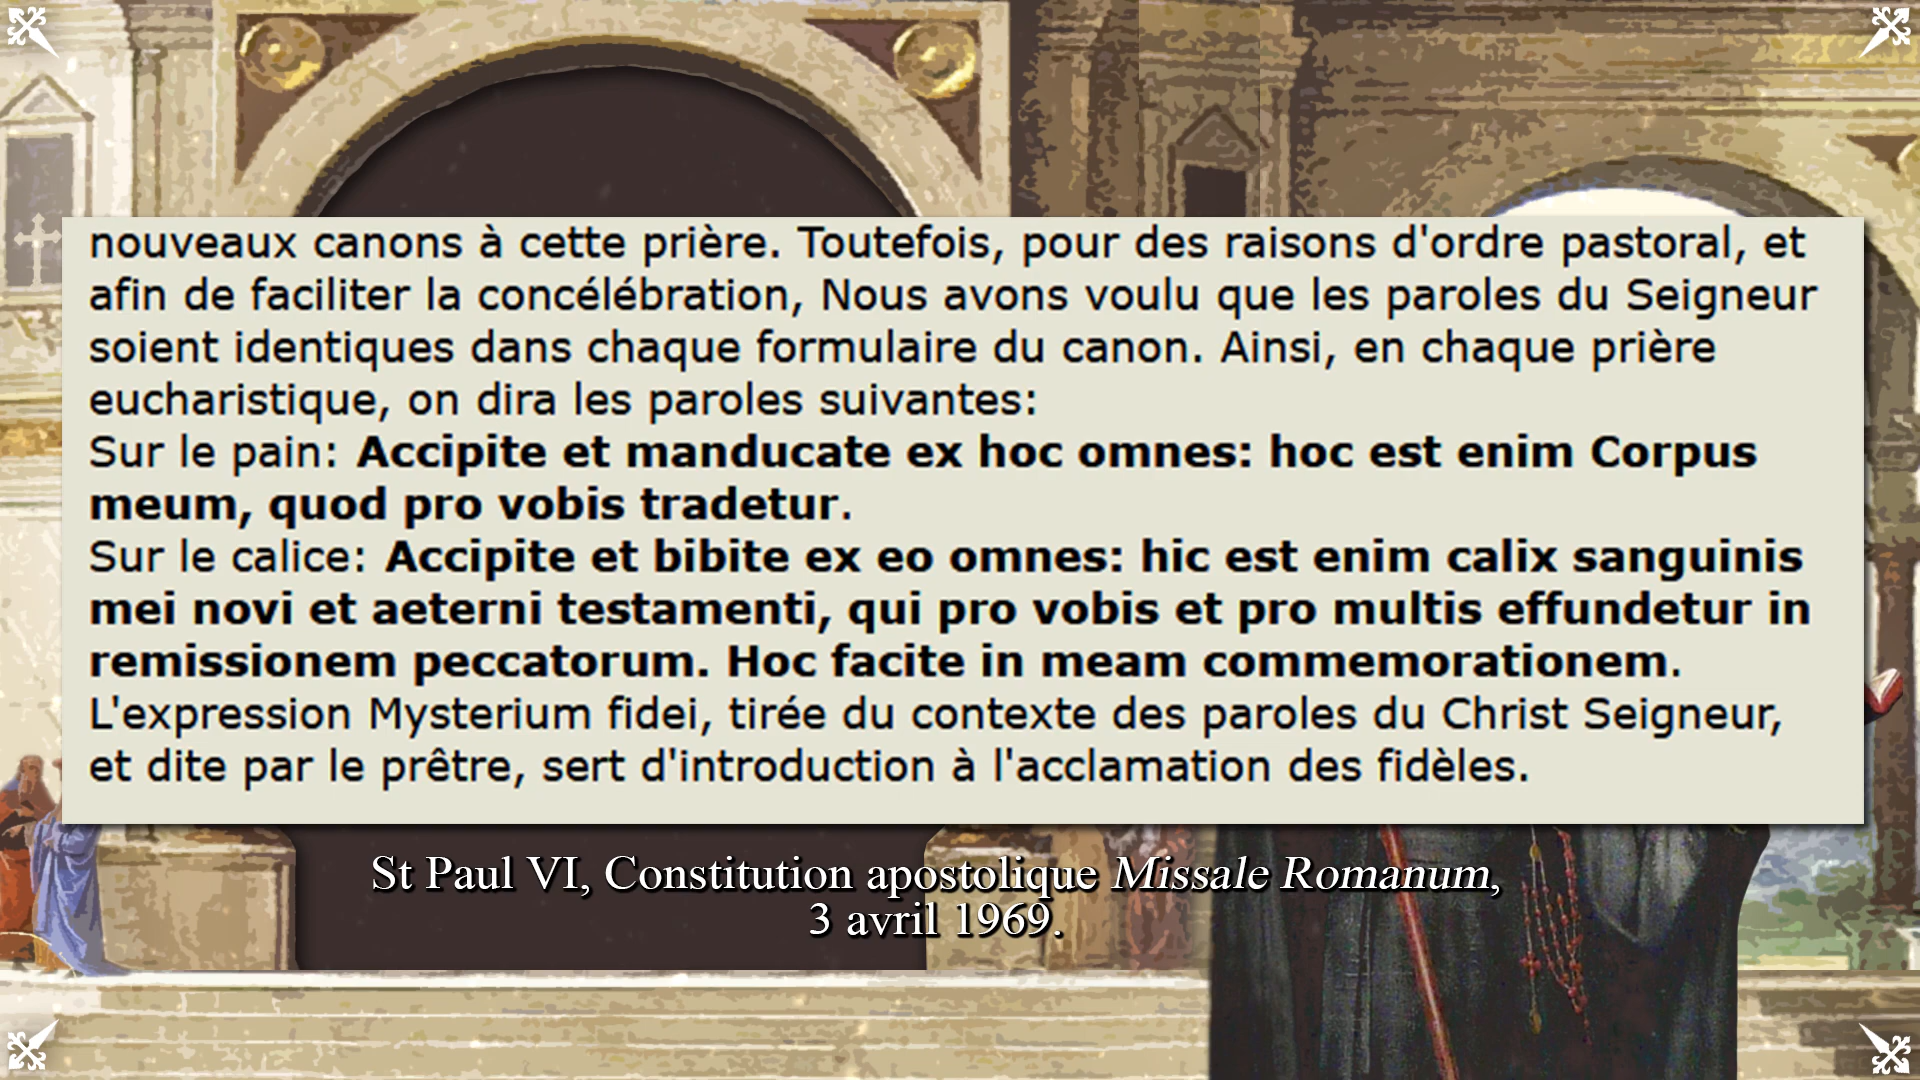 nouveaux canons à cette prière. Toutefois, pour des raisons d'ordre pastoral, et
afin de faciliter la concélébration, Nous avons voulu que les paroles du Seigneur
soient identiques dans chaque formulaire du canon. Ainsi, en chaque prière
eucharistique, on dira les paroles suivantes:
Sur le pain: Accipite et manducate ex hoc omnes: hoc est enim Corpus
meum, quod pro vobis tradetur.
Sur le calice: Accipite et bibite ex eo omnes: hic est enim calix sanguinis
mei novi et aeterni testamenti, qui pro vobis et pro multis effundetur in
remissionem peccatorum. Hoc facite in meam commemorationem.
L'expression Mysterium fidei, tirée du contexte des paroles du Christ Seigneur,
et dite par le prêtre, sert d'introduction à l'acclamation des fidèles.
St Paul VI, Constitution apostolique Missale Romanum,
3 avril 1969.